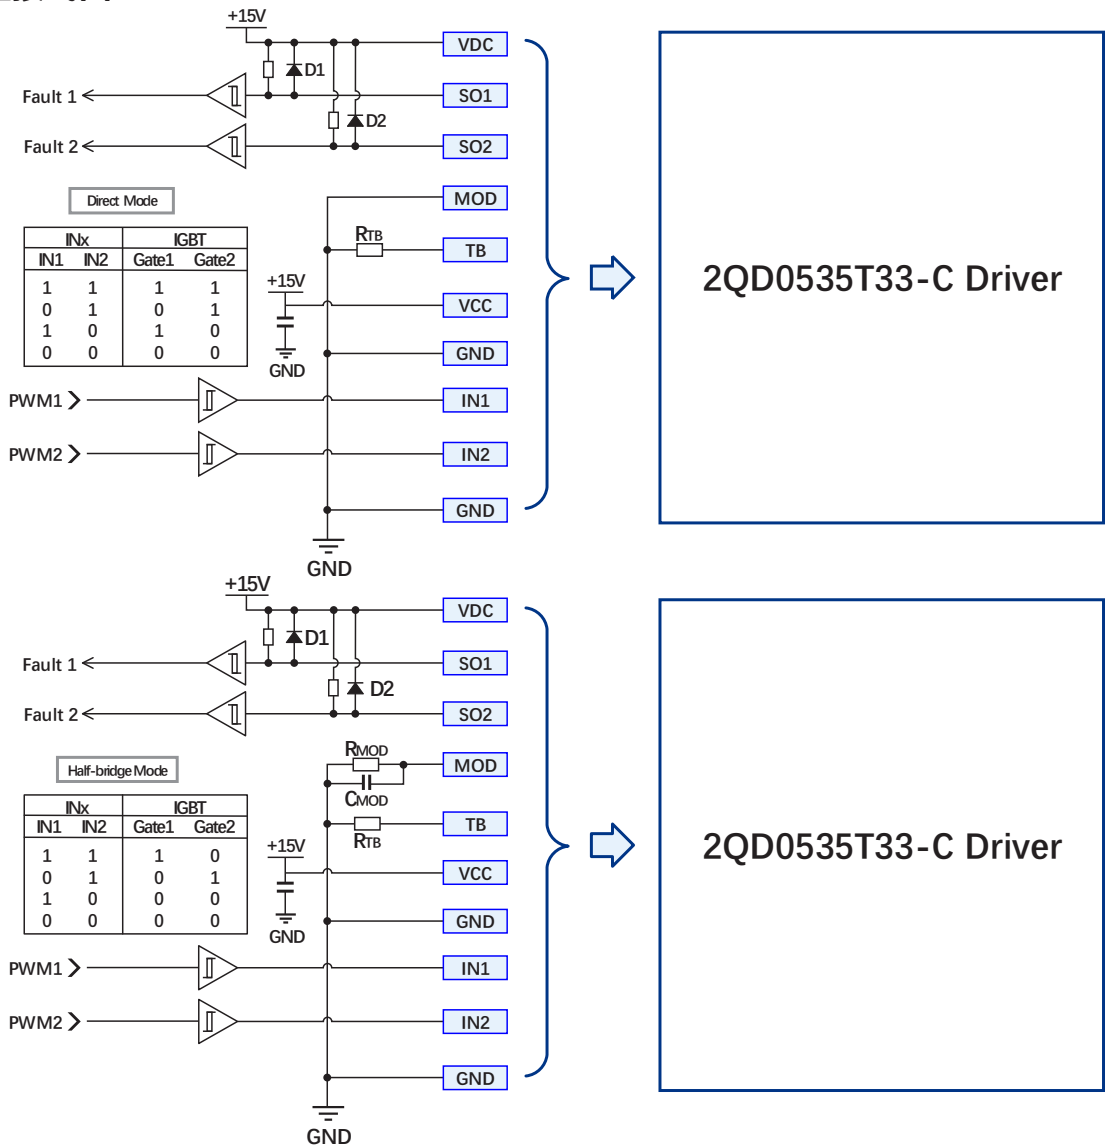 +15V
VDC
D1
Fault 1
SO1
D2
Fault 2
SO2
Direct Mode
MOD
INx IGBT
IN1 IN2 Gate1 Gate2
1 1 1 1
0 1 0 1
1 0 1 0
0 0 0 0
RTB
TB
+15V
VCC
GND
GND
PWM1
IN1
PWM2
IN2
GND
GND
2QD0535T33-C Driver
+15V
VDC
D1
Fault 1
SO1
D2
Fault 2
SO2
Half-bridge Mode
RMOD
MOD
CMOD
INx IGBT
IN1 IN2 Gate1 Gate2
1 1 1 0
0 1 0 1
1 0 0 0
0 0 0 0
TB
RTB
+15V
VCC
GND
GND
PWM1
IN1
PWM2
IN2
GND
GND
2QD0535T33-C Driver